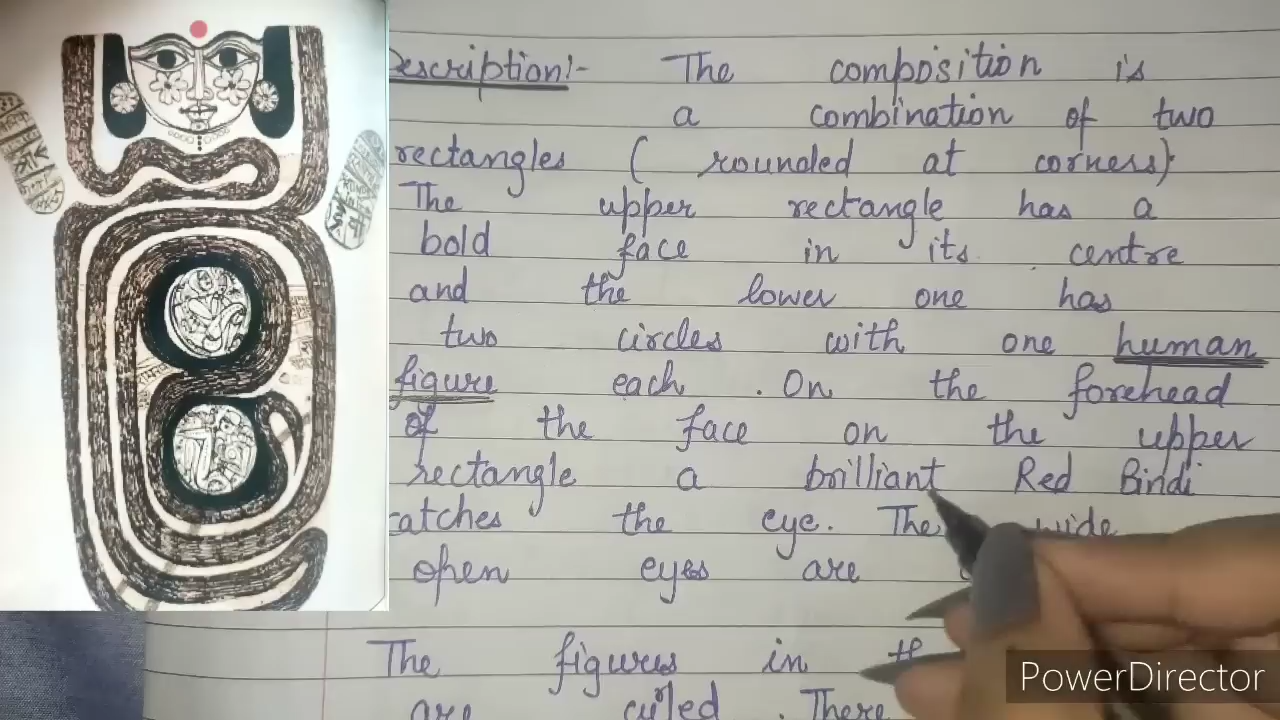 Description:- The composition is
a combination of two
rectangles ( rounded at corners).
The upper rectangle has a
bold face in its centre
and the lower one has
two circles with one human
figure each. On the forehead
of the face on the upper
rectangle a brilliant Red Bindi
catches the eye. The wide
open eyes are
The figures in
are curled. There
PowerDirector